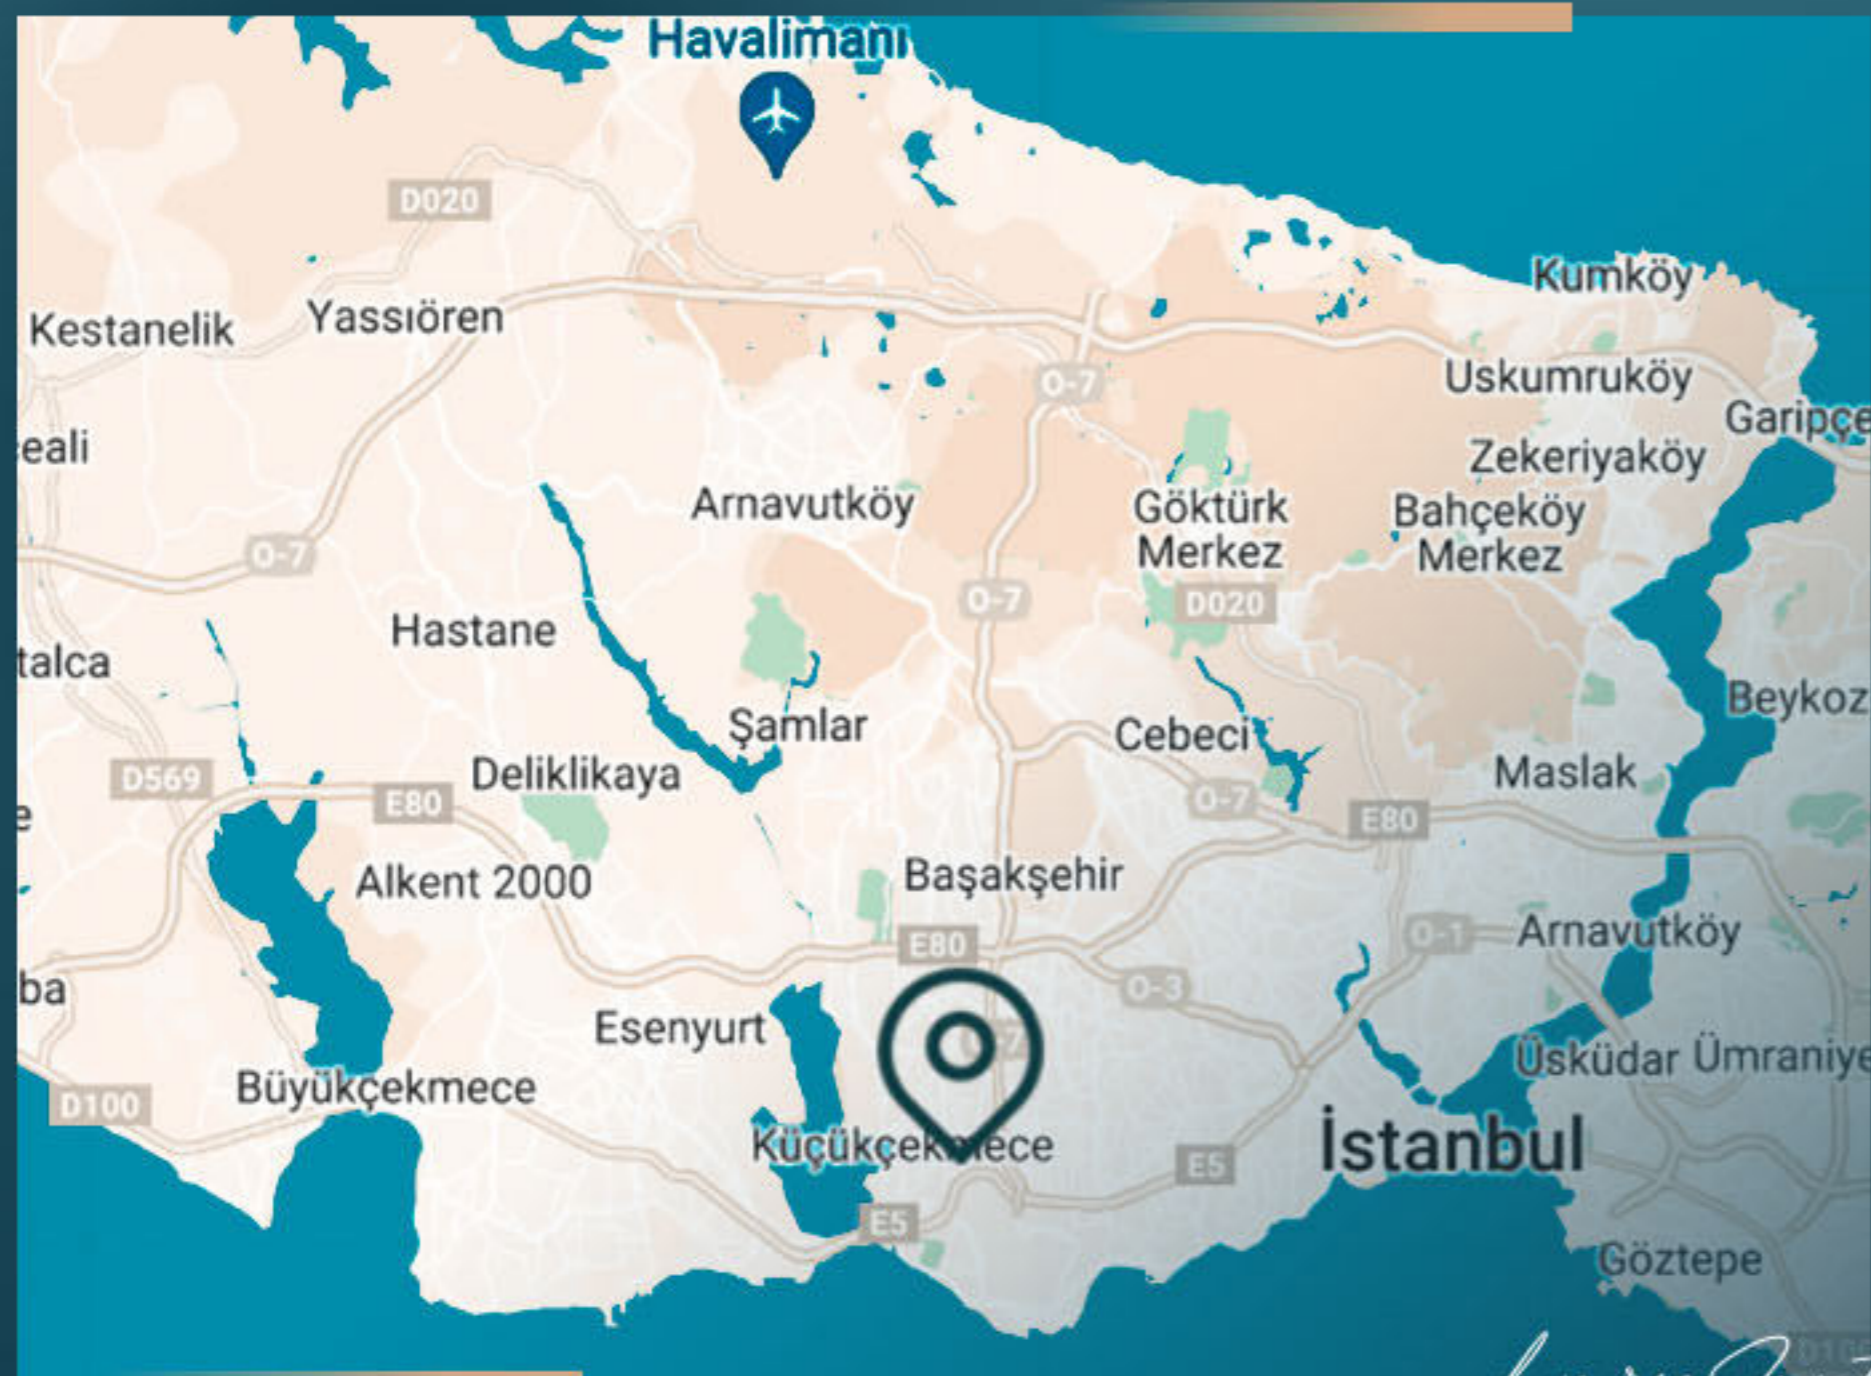 Havalimanı
D020
Kumköy
Kestanelik
Yassıören
Uskumruköy
O-7
Garipçe
eali
Zekeriyaköy
Arnavutköy
Göktürk
Merkez
Bahçeköy
Merkez
O-7
O-7
D020
Hastane
talca
Beykoz
Şamlar
Cebeci
D569
Deliklikaya
Maslak
E80
O-7
E80
e
Alkent 2000
Başakşehir
E80
O-1
Arnavutköy
ba
O-3
Esenyurt
Üsküdar
Ümraniye
D100
Büyükçekmece
Küçükçekmece
İstanbul
E5
E5
Göztepe